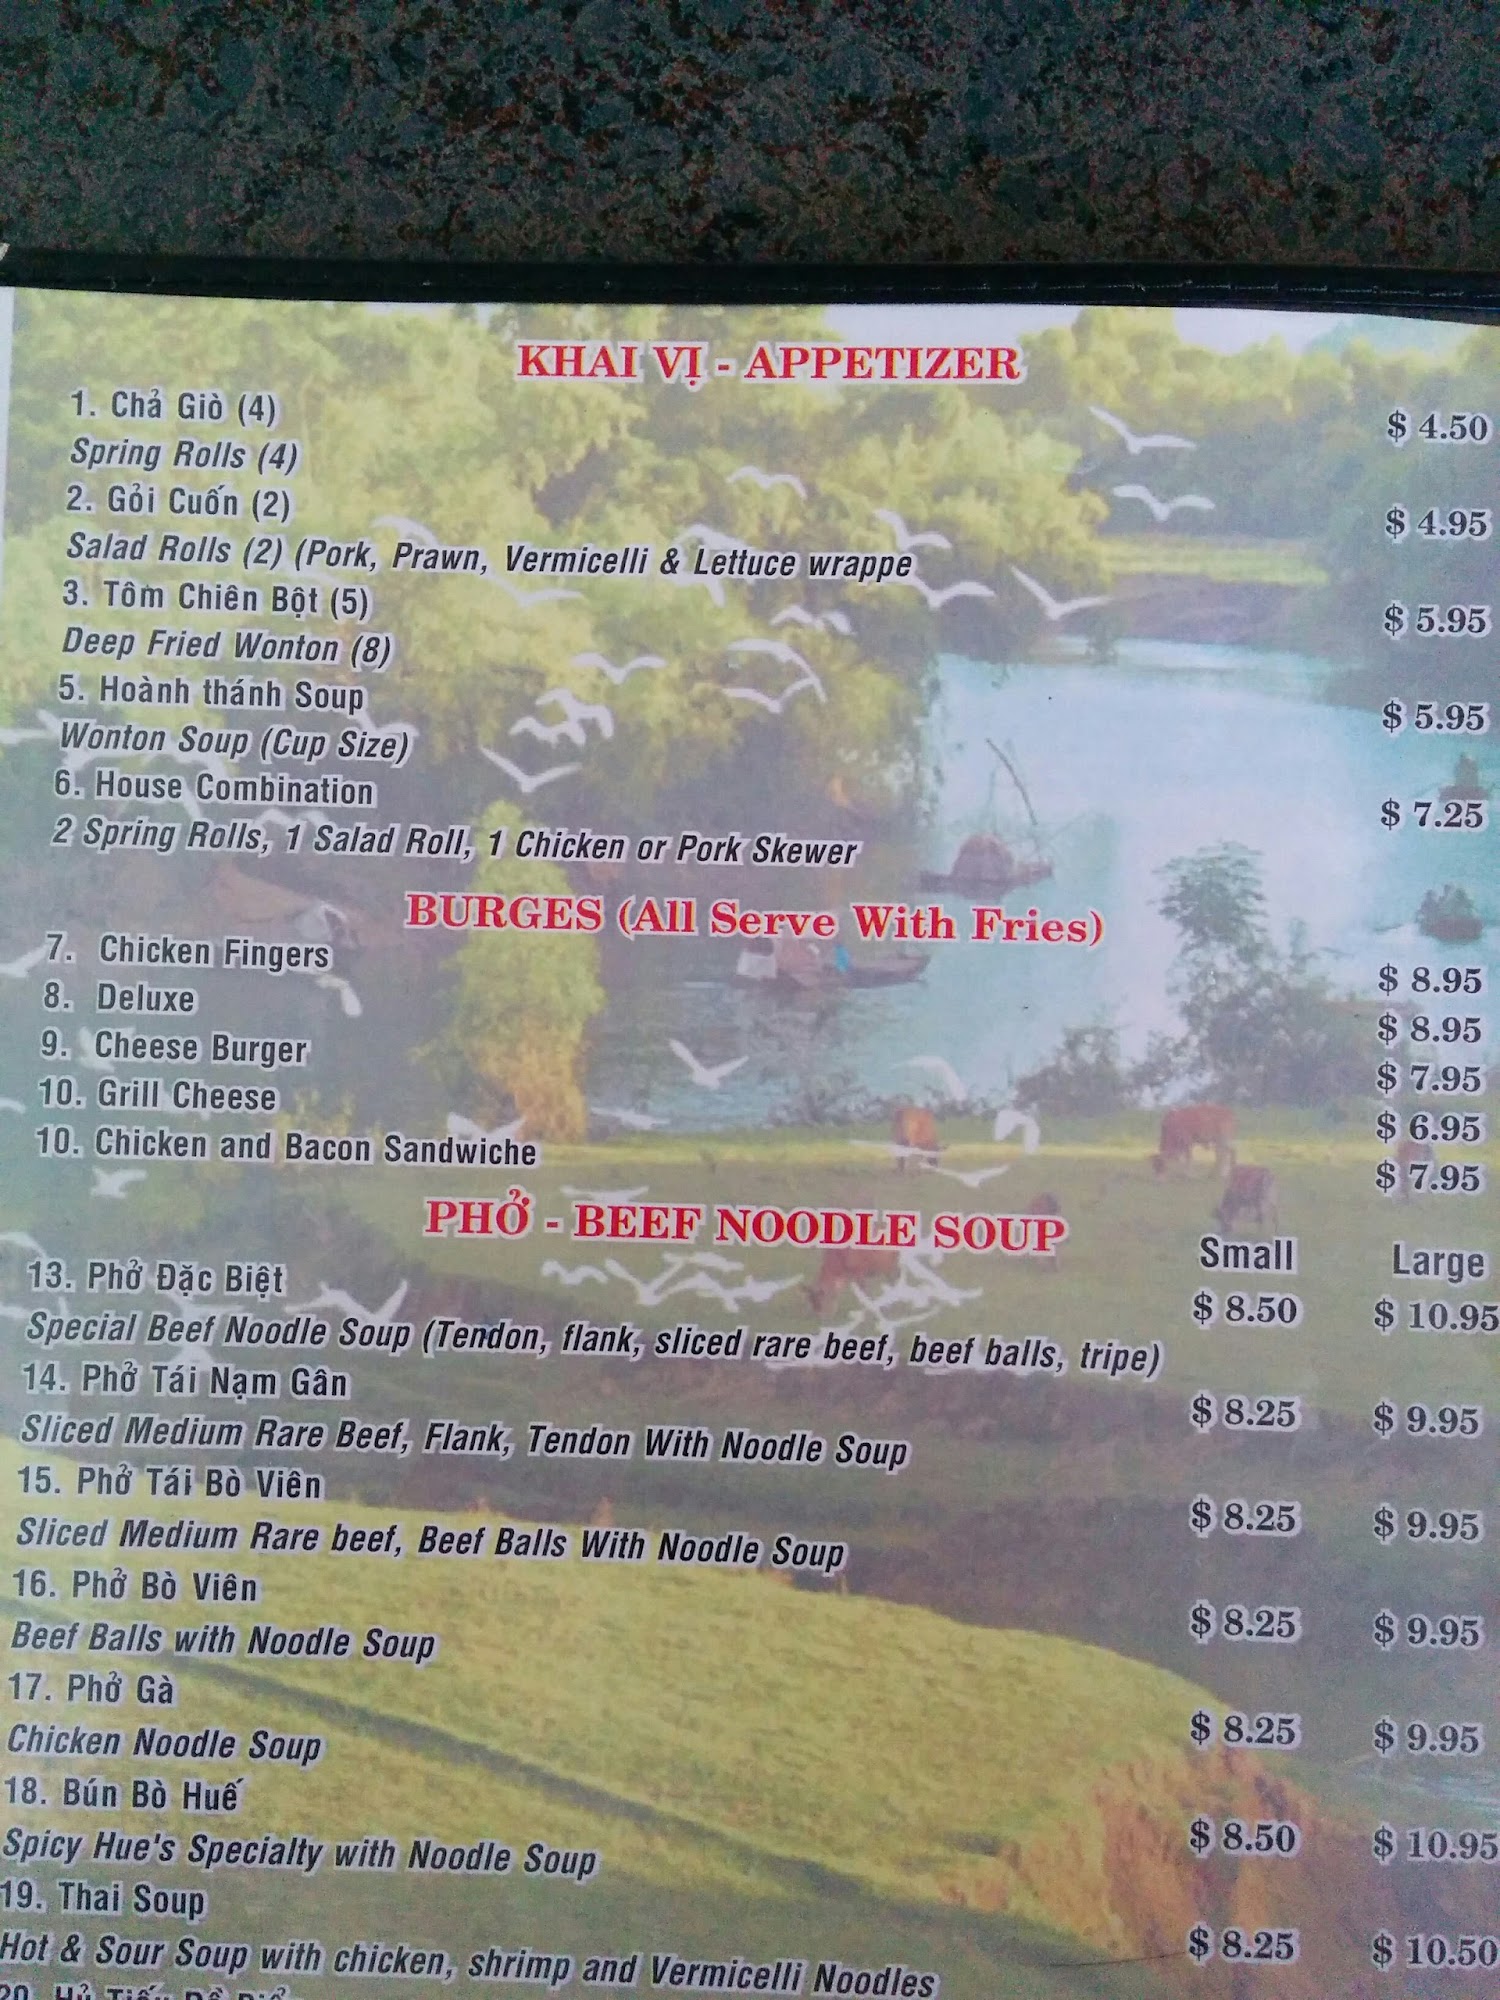 KHAI VỊ - APPETIZER
1. Chả Giò (4) $ 4.50
Spring Rolls (4)
2. Gỏi Cuốn (2) $ 4.95
Salad Rolls (2) (Pork, Prawn, Vermicelli & Lettuce wrappe
3. Tôm Chiên Bột (5) $ 5.95
Deep Fried Wonton (8)
5. Hoành thánh Soup $ 5.95
Wonton Soup (Cup Size)
6. House Combination $ 7.25
2 Spring Rolls, 1 Salad Roll, 1 Chicken or Pork Skewer
BURGES (All Serve With Fries)
7. Chicken Fingers $ 8.95
8. Deluxe $ 8.95
9. Cheese Burger $ 7.95
10. Grill Cheese $ 6.95
10. Chicken and Bacon Sandwiche $ 7.95
PHỞ - BEEF NOODLE SOUP
Small Large
13. Phở Đặc Biệt $ 8.50 $ 10.95
Special Beef Noodle Soup (Tendon, flank, sliced rare beef, beef balls, tripe)
14. Phở Tái Nạm Gân $ 8.25 $ 9.95
Sliced Medium Rare Beef, Flank, Tendon With Noodle Soup
15. Phở Tái Bò Viên $ 8.25 $ 9.95
Sliced Medium Rare beef, Beef Balls With Noodle Soup
16. Phở Bò Viên $ 8.25 $ 9.95
Beef Balls with Noodle Soup
17. Phở Gà $ 8.25 $ 9.95
Chicken Noodle Soup
18. Bún Bò Huế $ 8.50 $ 10.95
Spicy Hue's Specialty with Noodle Soup
19. Thai Soup $ 8.25 $ 10.50
Hot & Sour Soup with chicken, shrimp and Vermicelli Noodles
20. Hủ Tiếu